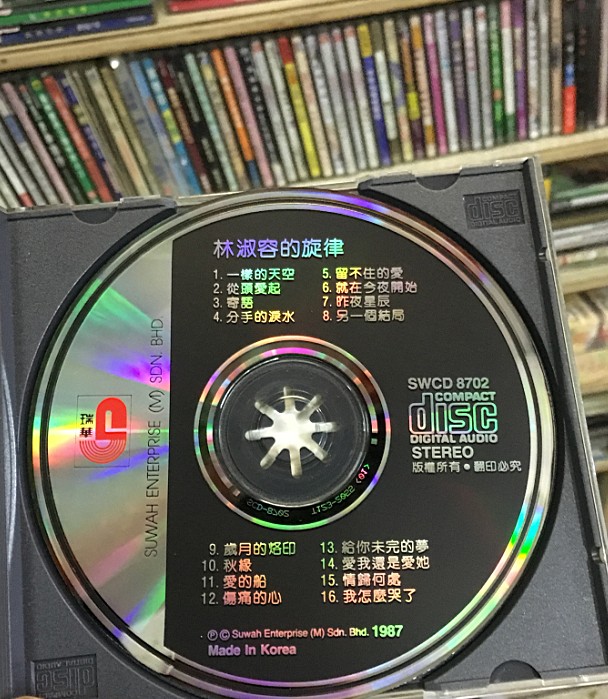 林淑容的旋律
1. 一樣的天空
2. 從頭愛起
3. 寄語
4. 分手的淚水
5. 留不住的愛
6. 就在今夜開始
7. 昨夜星辰
8. 另一個結局
SUWAH ENTERPRISE (M) SDN. BHD
瑞華
SWCD 8702
COMPACT
disc
DIGITAL AUDIO
STEREO
版權所有 • 翻印必究
9. 歲月的烙印
10. 秋緣
11. 愛的船
12. 傷痛的心
13. 給你未完的夢
14. 愛我還是愛她
15. 情歸何處
16. 我怎麼哭了
Ⓟ © Suwah Enterprise (M) Sdn. Bhd. 1987
Made In Korea
disc